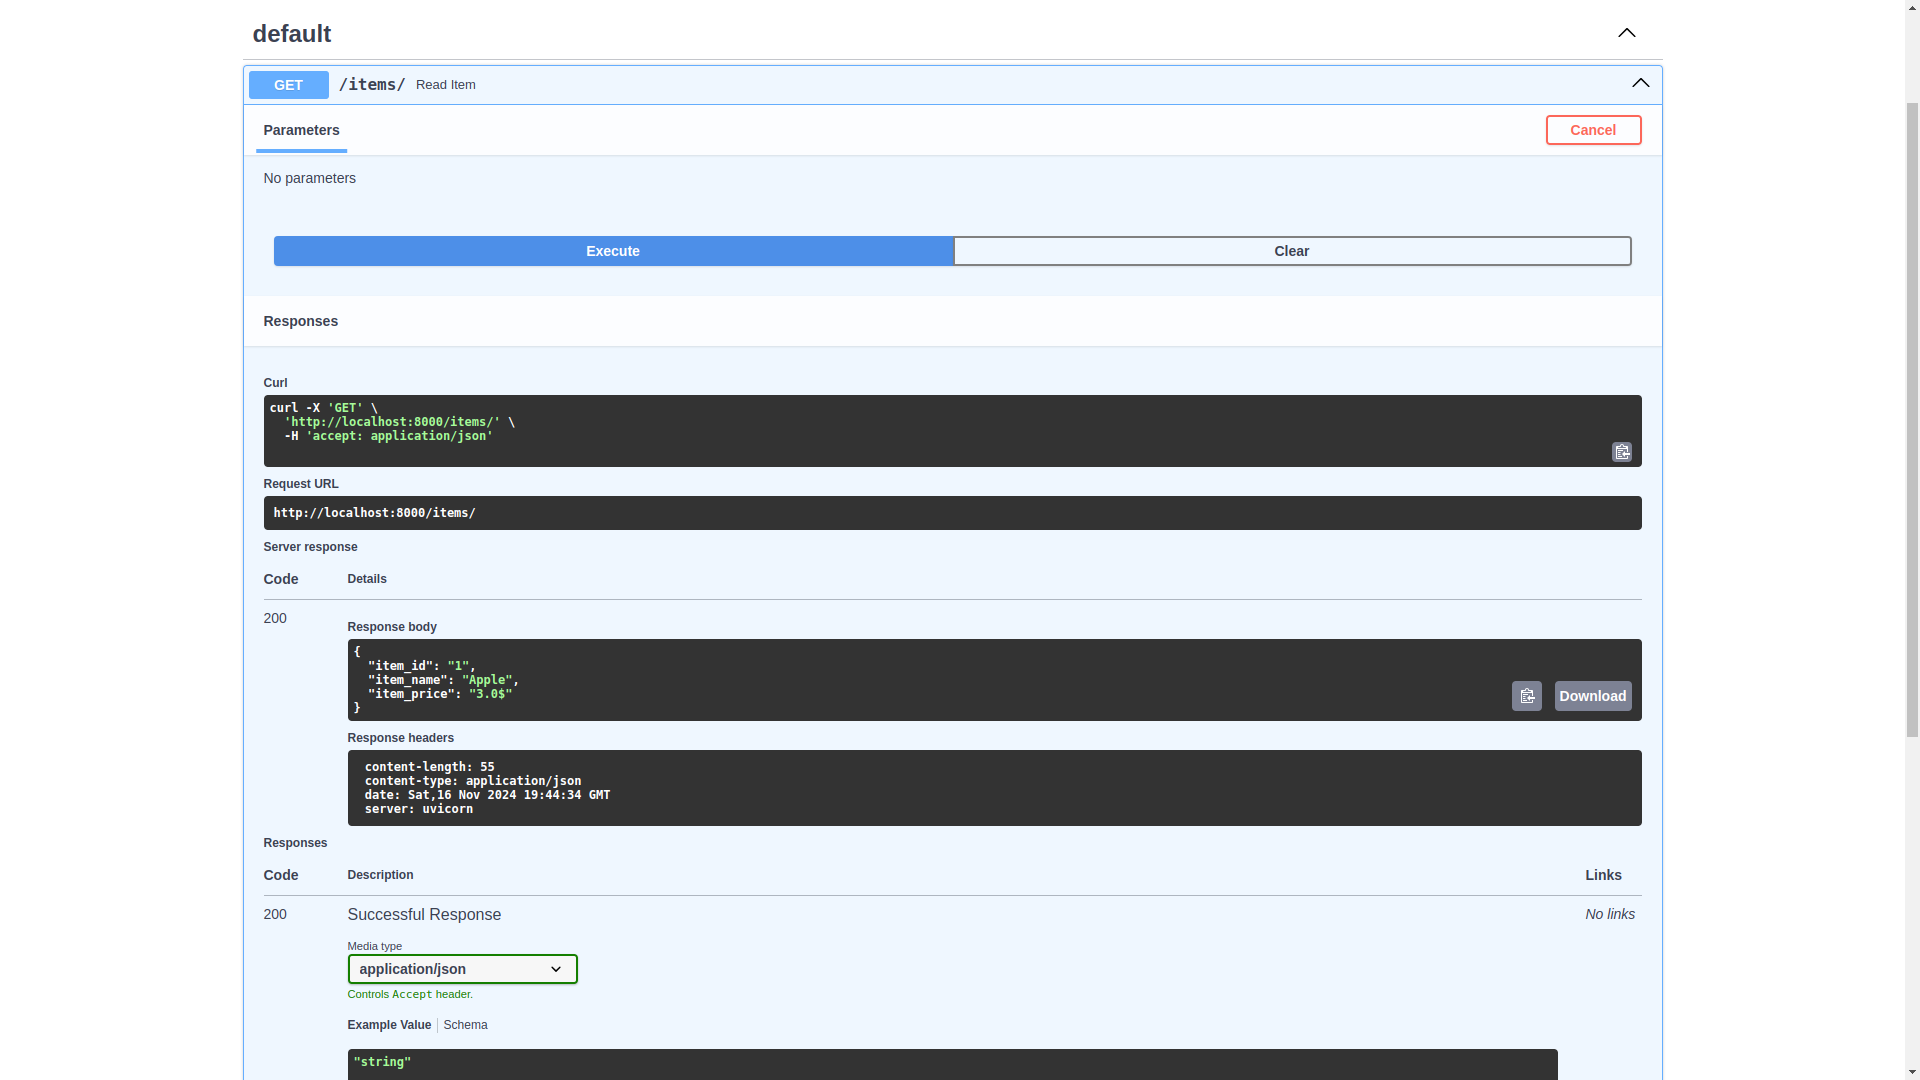 default
GET /items/ Read Item
Parameters
Cancel
No parameters
Execute
Clear
Responses
Curl
curl -X 'GET' \
'http://localhost:8000/items/' \
-H 'accept: application/json'
Request URL
http://localhost:8000/items/
Server response
Code Details
200
Response body
{
"item_id": "1",
"item_name": "Apple",
"item_price": "3.0$"
}
Download
Response headers
content-length: 55
content-type: application/json
date: Sat,16 Nov 2024 19:44:34 GMT
server: uvicorn
Responses
Code Description Links
200 Successful Response No links
Media type
application/json
Controls Accept header.
Example Value Schema
"string"